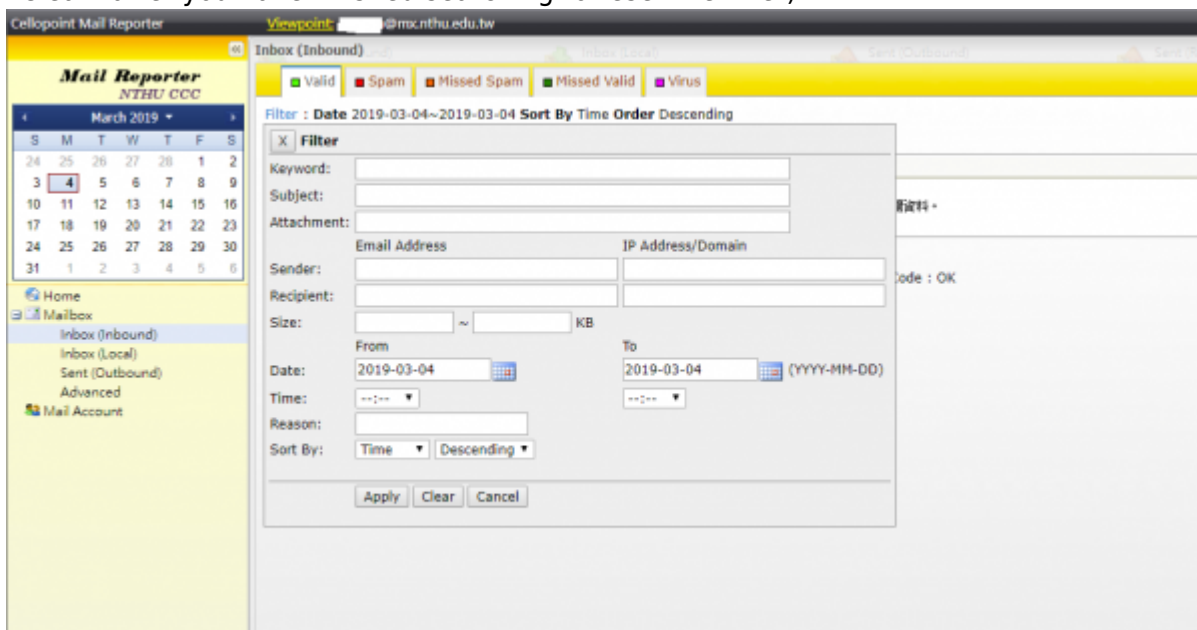 Cellopoint Mail Reporter
Viewpoint: @mx.nthu.edu.tw
Inbox (Inbound)
Inbox (Local)
Sent (Outbound)
Mail Reporter
NTHU CCC
March 2019
S M T W T F S
24 25 26 27 28 1 2
3 4 5 6 7 8 9
10 11 12 13 14 15 16
17 18 19 20 21 22 23
24 25 26 27 28 29 30
31 1 2 3 4 5 6
Home
Mailbox
Inbox (Inbound)
Inbox (Local)
Sent (Outbound)
Advanced
Mail Account
Valid Spam Missed Spam Missed Valid Virus
Filter : Date 2019-03-04~2019-03-04 Sort By Time Order Descending
X Filter
Keyword:
Subject:
Attachment:
Email Address IP Address/Domain
Sender:
Recipient:
Size: ~ KB
From To
Date: 2019-03-04 2019-03-04 (YYYY-MM-DD)
Time: --:-- --:--
Reason:
Sort By: Time Descending
Apply Clear Cancel
資料。
Code : OK